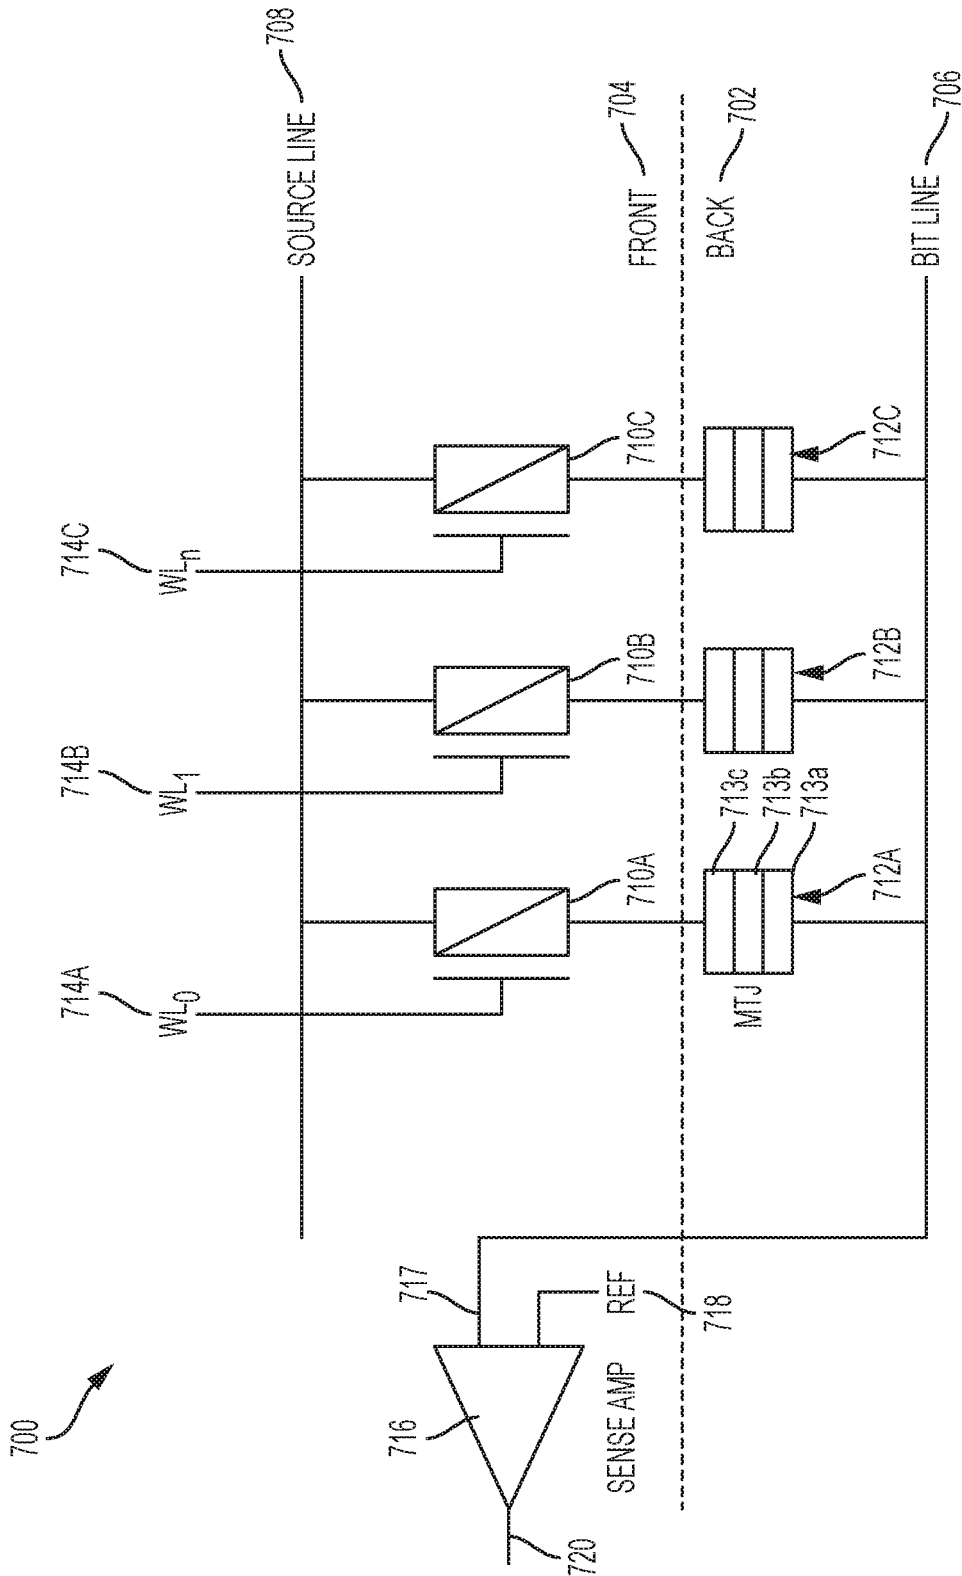 700
708
SOURCE LINE
714A
WL0
714B
WL1
714C
WLn
710A
710B
710C
FRONT
704
BACK
702
MTJ
713c
713b
713a
712A
712B
712C
BIT LINE
706
717
REF
718
716
SENSE AMP
720